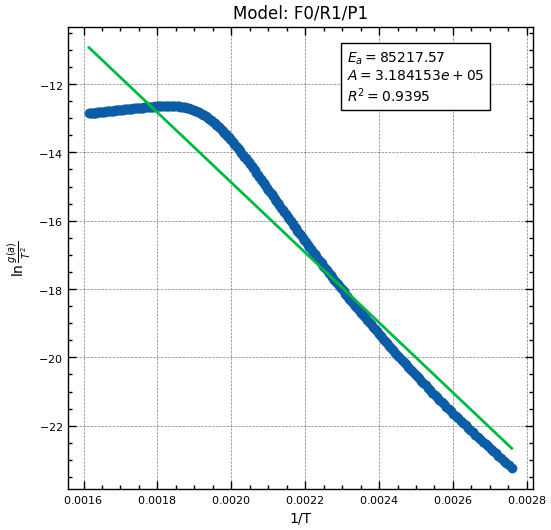 Model: F0/R1/P1
E_a = 85217.57
A = 3.184153e + 05
R² = 0.9395
ln g(a)/T²
−12
−14
−16
−18
−20
−22
0.0016 0.0018 0.0020 0.0022 0.0024 0.0026 0.0028
1/T